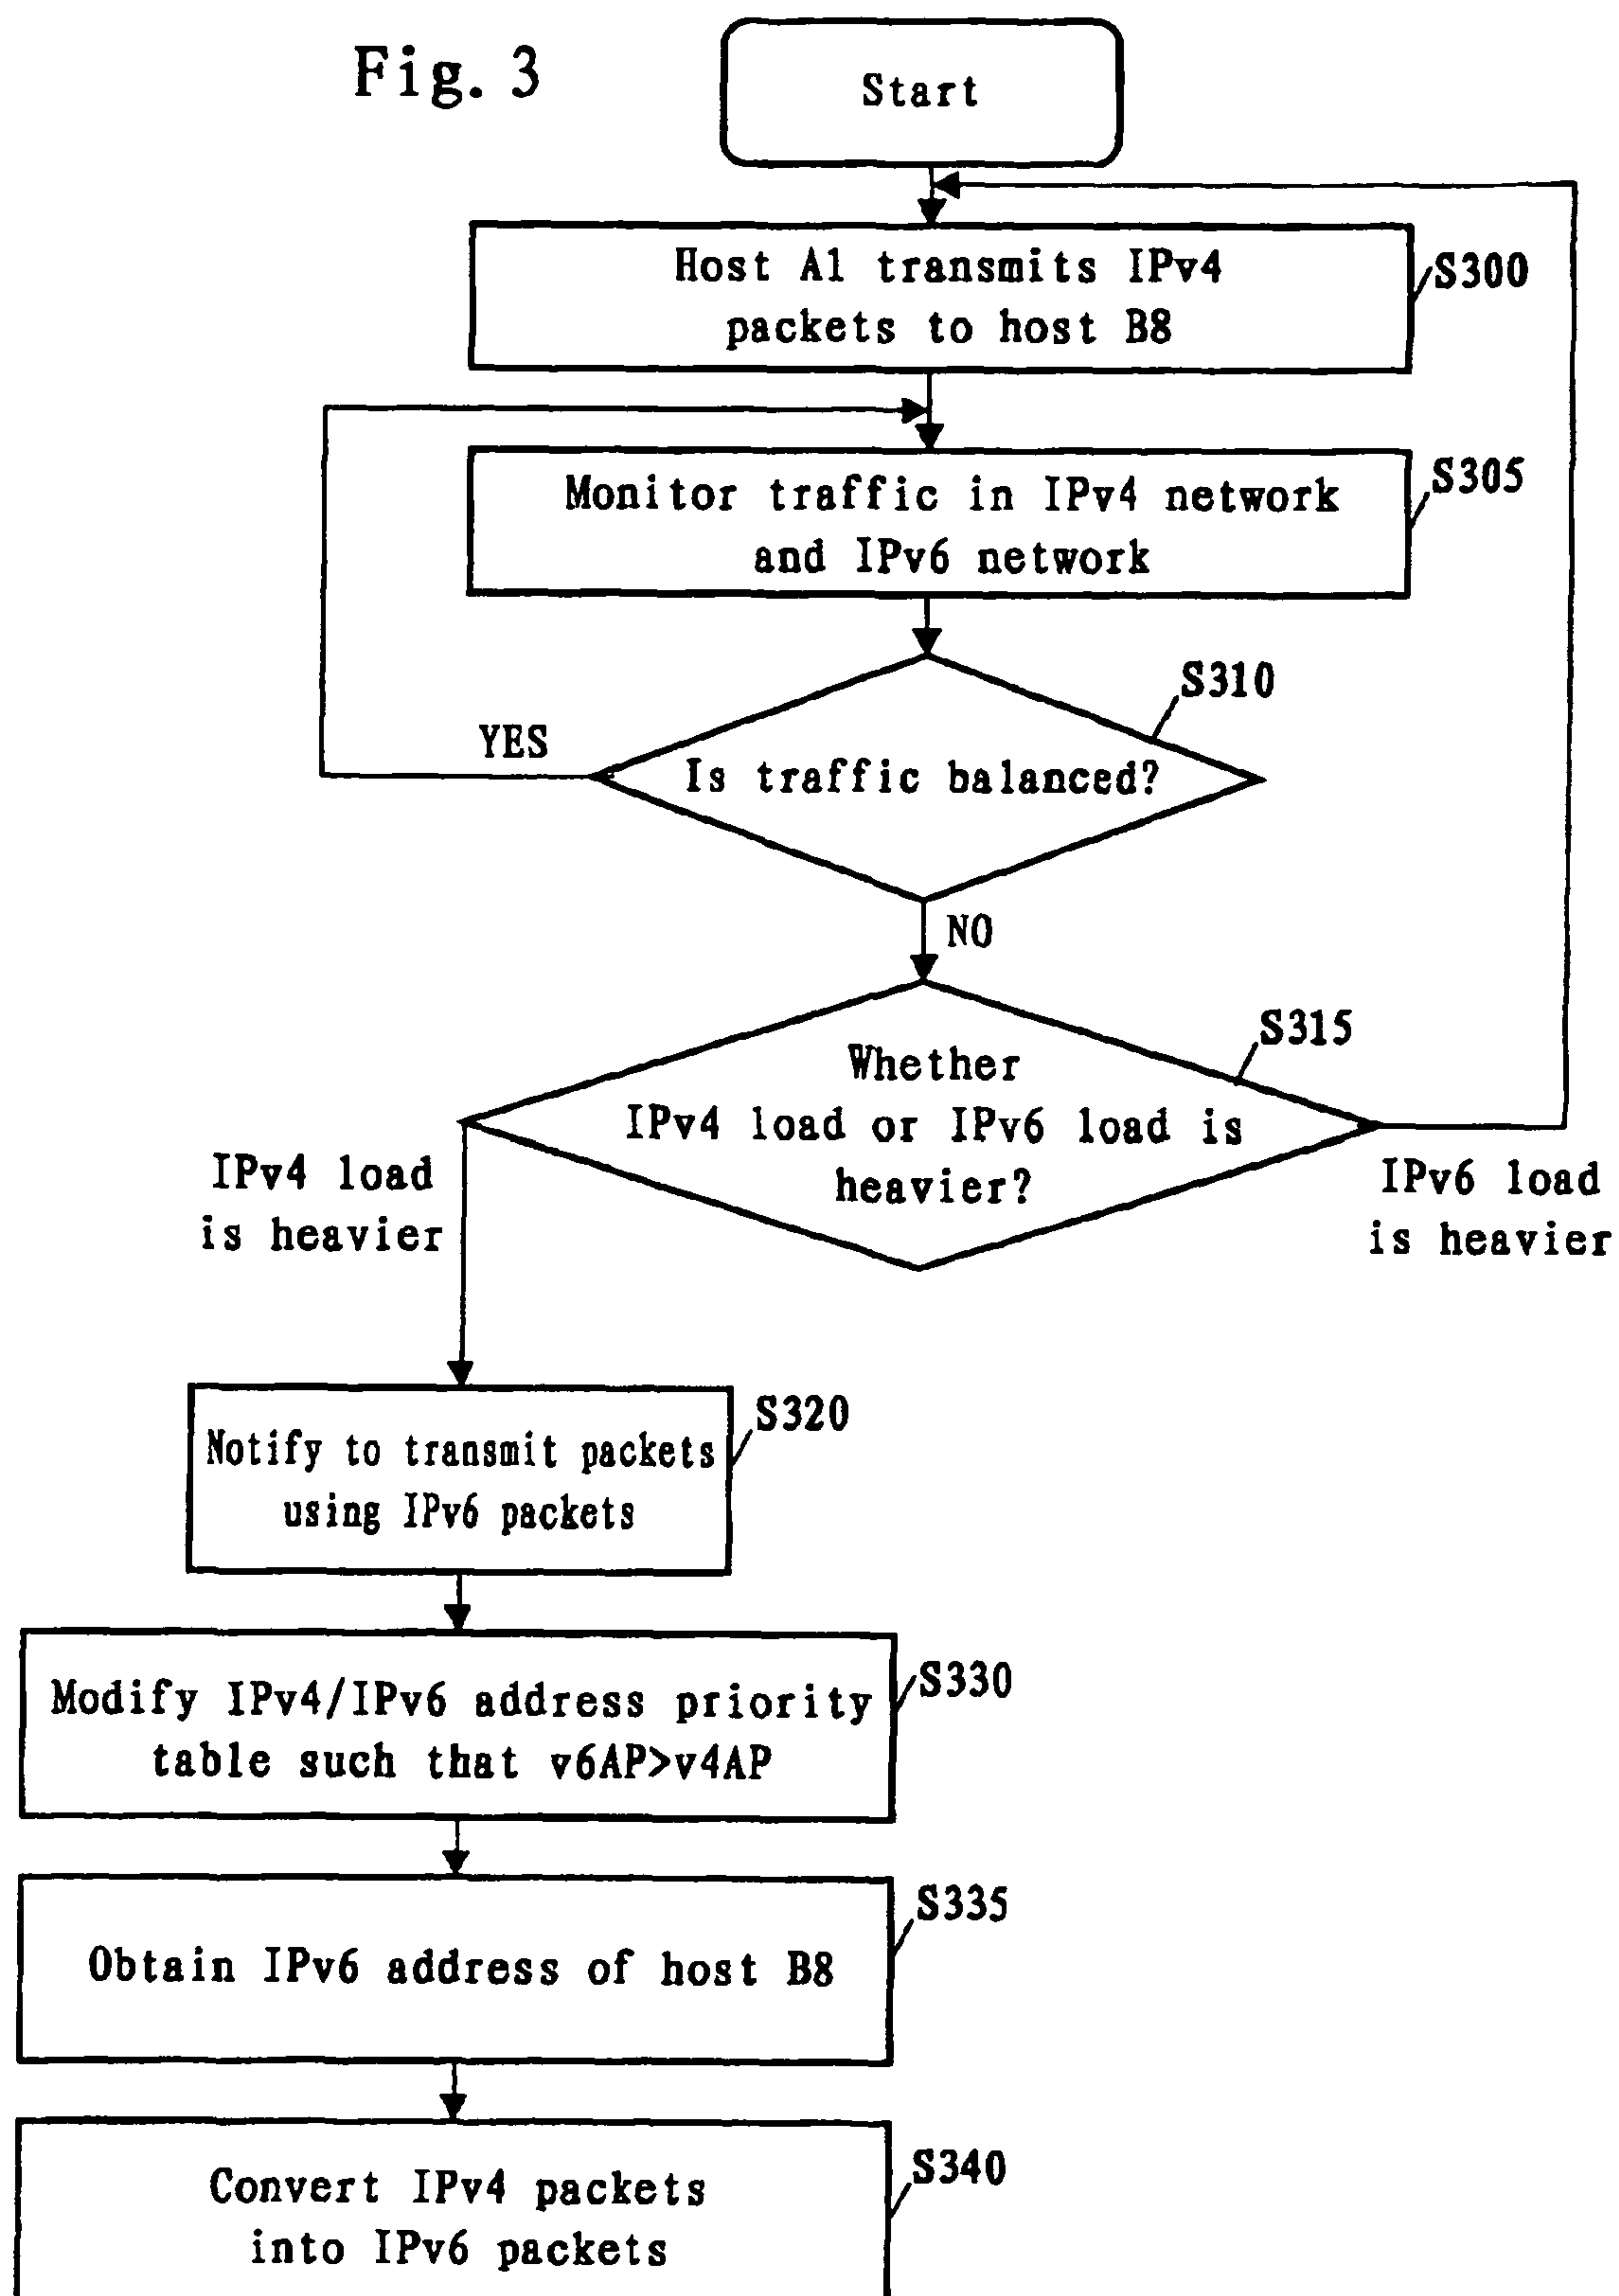 Fig. 3
Start
Host A1 transmits IPv4
packets to host B8
S300
Monitor traffic in IPv4 network
and IPv6 network
S305
S310
YES
Is traffic balanced?
NO
S315
Whether
IPv4 load or IPv6 load is
heavier?
IPv4 load
is heavier
IPv6 load
is heavier
S320
Notify to transmit packets
using IPv6 packets
S330
Modify IPv4/IPv6 address priority
table such that v6AP>v4AP
S335
Obtain IPv6 address of host B8
S340
Convert IPv4 packets
into IPv6 packets